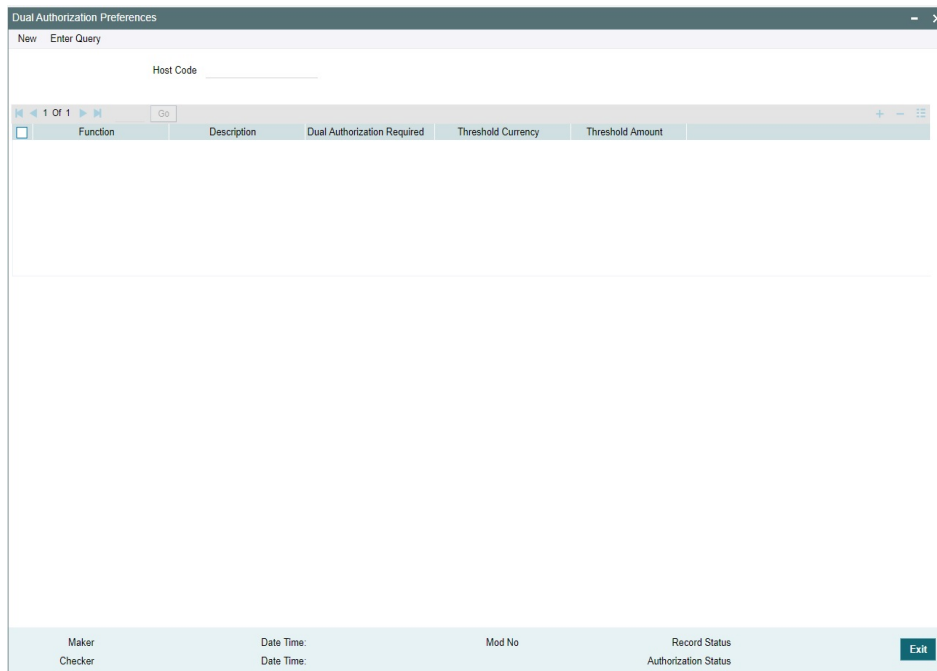 Dual Authorization Preferences
New Enter Query
Host Code
1 Of 1 Go
Function Description Dual Authorization Required Threshold Currency Threshold Amount
Maker Date Time: Mod No Record Status
Checker Date Time: Authorization Status
Exit